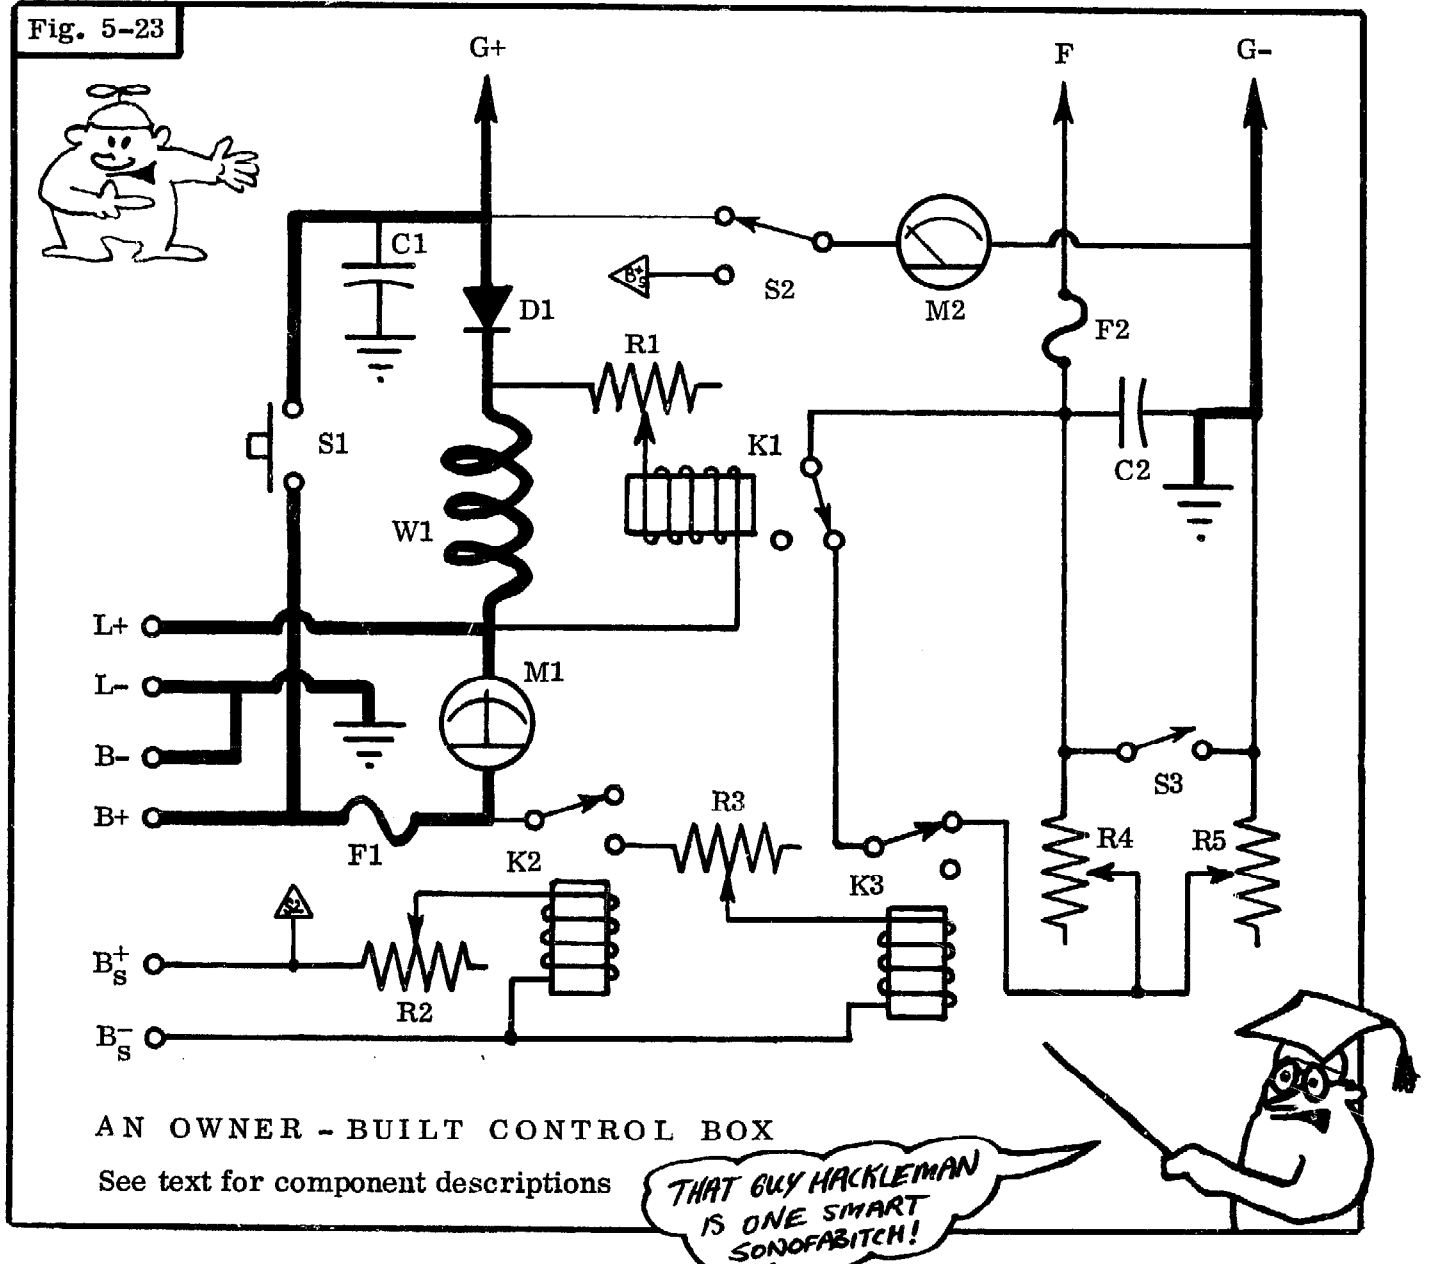 Fig. 5-23
G+
F
G-
C1
D1
B+s
S2
M2
F2
R1
S1
K1
C2
W1
L+
M1
L-
B-
B+
F1
K2
R3
K3
S3
R4
R5
S2
B+s
R2
B-s
AN OWNER - BUILT CONTROL BOX
See text for component descriptions
THAT GUY HACKLEMAN
IS ONE SMART
SONOFABITCH!